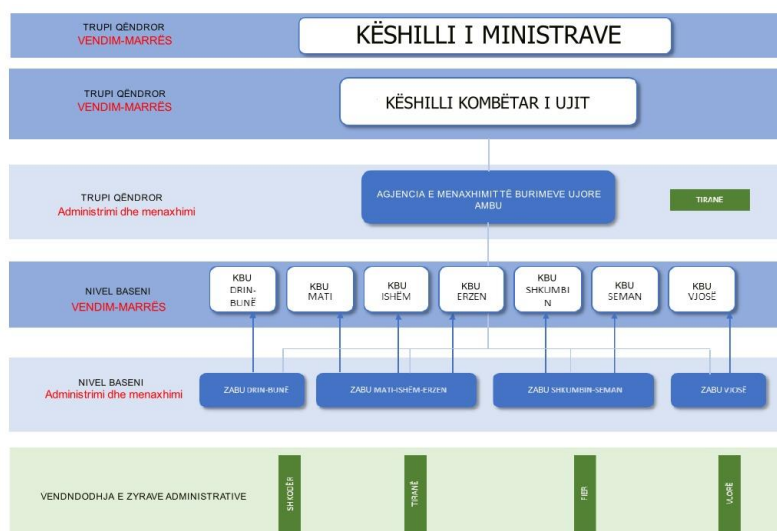 TRUPI QËNDROR
VENDIM-MARRËS
KËSHILLI I MINISTRAVE
TRUPI QËNDROR
VENDIM-MARRËS
KËSHILLI KOMBËTAR I UJIT
TRUPI QËNDROR
Administrimi dhe menaxhimi
AGJENCIA E MENAXHIMIT TË BURIMEVE UJORE
AMBU
TIRANË
NIVEL BASENI
VENDIM-MARRËS
KBU
DRIN-
BUNË
KBU
MATI
KBU
ISHËM
KBU
ERZEN
KBU
SHKUMBI
N
KBU
SEMAN
KBU
VJOSË
NIVEL BASENI
Administrimi dhe menaxhimi
ZABU DRIN-BUNË
ZABU MATI-ISHËM-ERZEN
ZABU SHKUMBIN-SEMAN
ZABU VJOSË
VENDNDODHJA E ZYRAVE ADMINISTRATIVE
SHKODËR
TIRANË
FIER
VLORË